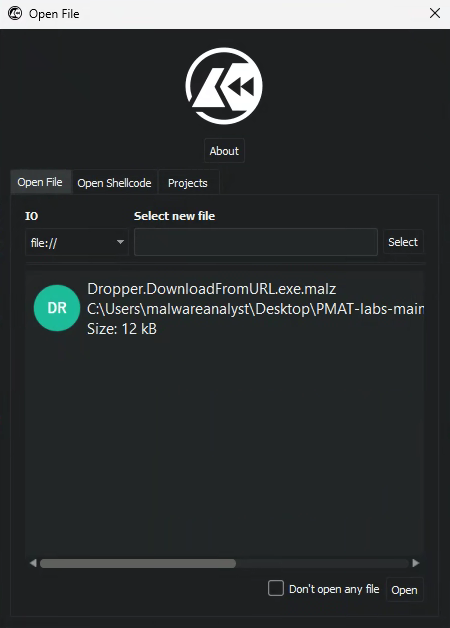 Open File
About
Open File Open Shellcode Projects
IO Select new file
file:// Select
DR
Dropper.DownloadFromURL.exe.malz
C:\Users\malwareanalyst\Desktop\PMAT-labs-main
Size: 12 kB
Don't open any file Open